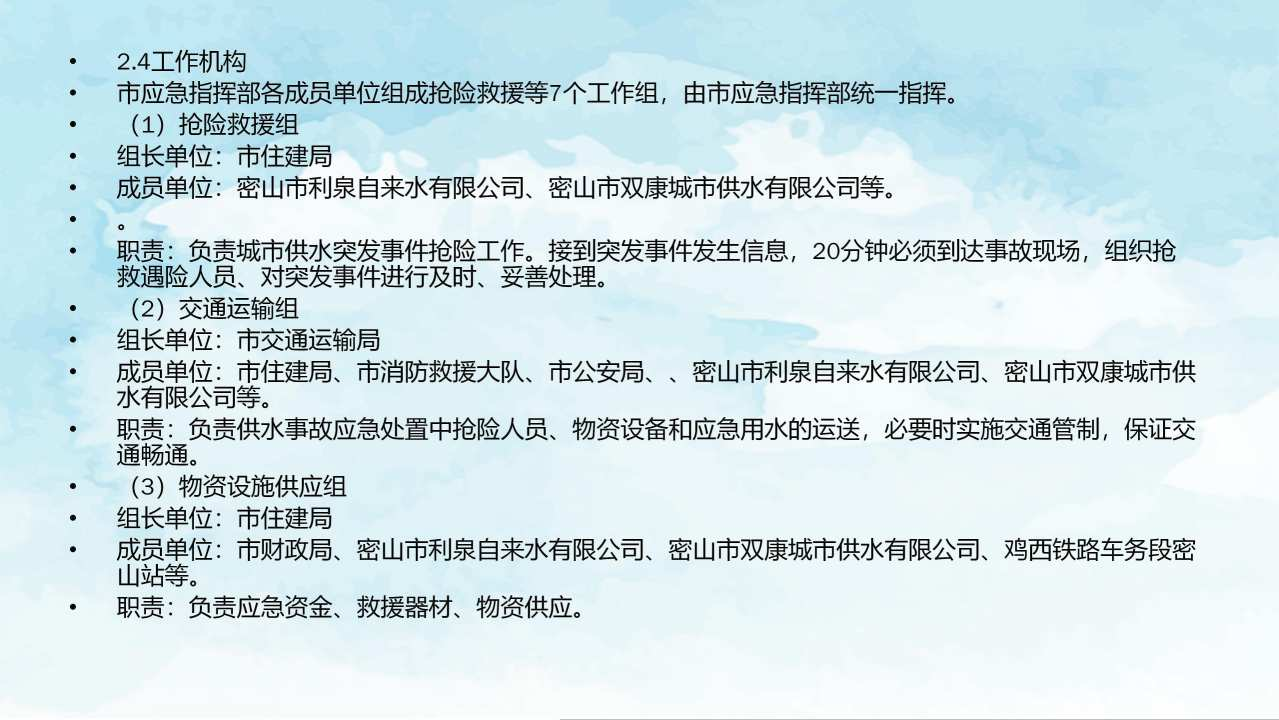 • 2.4工作机构
• 市应急指挥部各成员单位组成抢险救援等7个工作组，由市应急指挥部统一指挥。
• （1）抢险救援组
• 组长单位：市住建局
• 成员单位：密山市利泉自来水有限公司、密山市双康城市供水有限公司等。
• 。
• 职责：负责城市供水突发事件抢险工作。接到突发事件发生信息，20分钟必须到达事故现场，组织抢
救遇险人员、对突发事件进行及时、妥善处理。
• （2）交通运输组
• 组长单位：市交通运输局
• 成员单位：市住建局、市消防救援大队、市公安局、、密山市利泉自来水有限公司、密山市双康城市供
水有限公司等。
• 职责：负责供水事故应急处置中抢险人员、物资设备和应急用水的运送，必要时实施交通管制，保证交
通畅通。
• （3）物资设施供应组
• 组长单位：市住建局
• 成员单位：市财政局、密山市利泉自来水有限公司、密山市双康城市供水有限公司、鸡西铁路车务段密
山站等。
• 职责：负责应急资金、救援器材、物资供应。